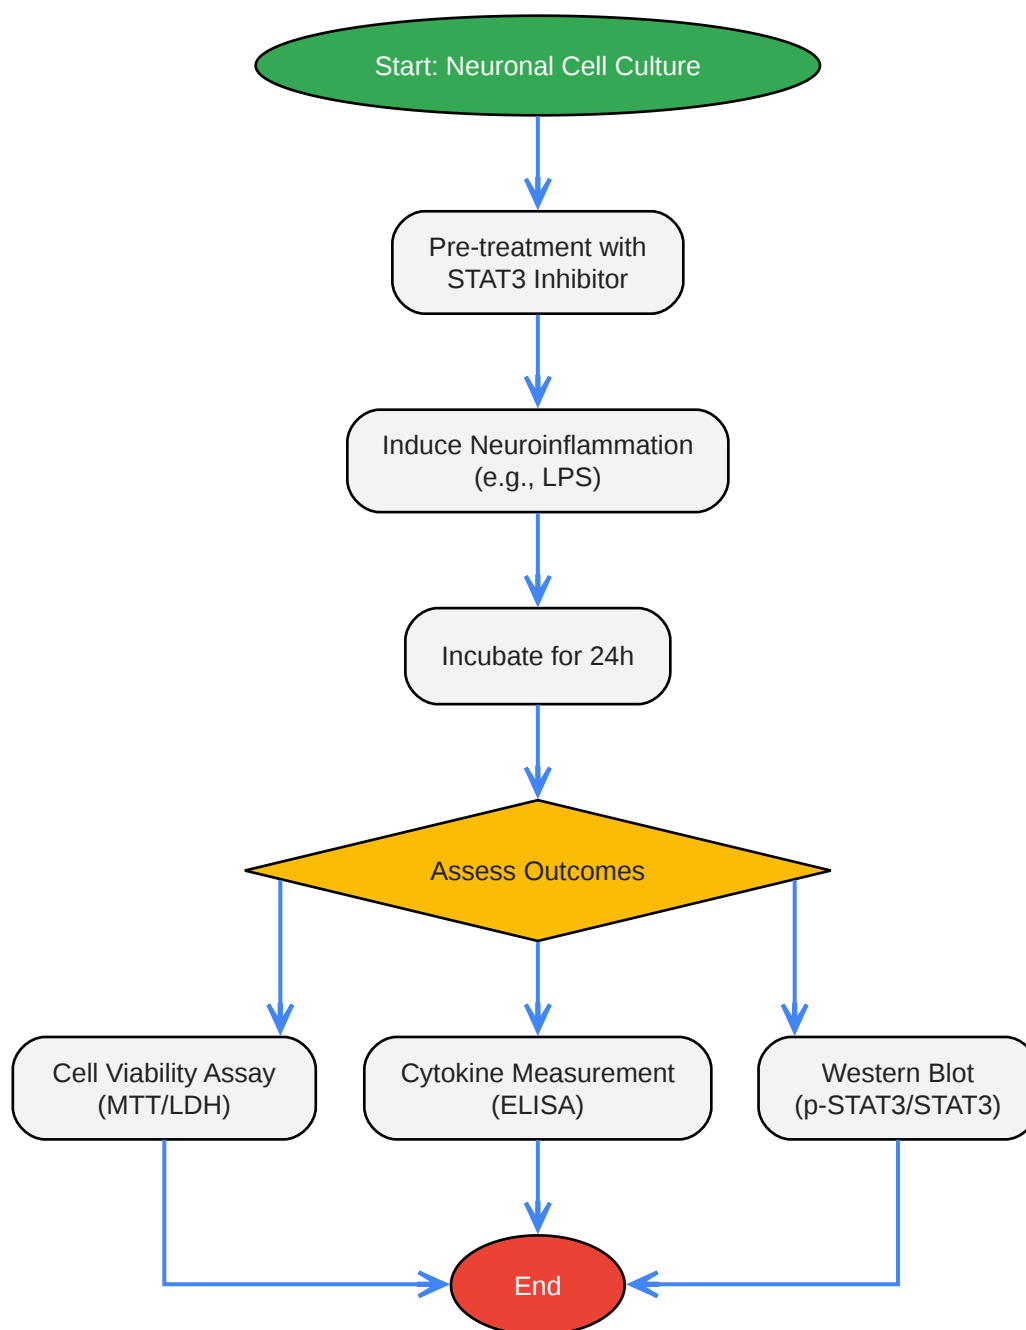 Start: Neuronal Cell Culture
Pre-treatment with
STAT3 Inhibitor
Induce Neuroinflammation
(e.g., LPS)
Incubate for 24h
Assess Outcomes
Cell Viability Assay
(MTT/LDH)
Cytokine Measurement
(ELISA)
Western Blot
(p-STAT3/STAT3)
End